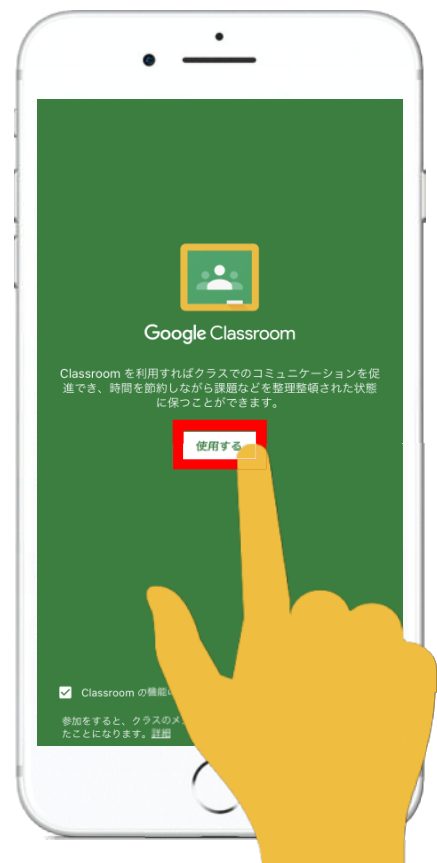 Google Classroom
Classroom を利用すればクラスでのコミュニケーションを促
進でき、時間を節約しながら課題などを整理整頓された状態
に保つことができます。
使用する
Classroom の機能
参加をすると、クラスのメ
たことになります。詳細